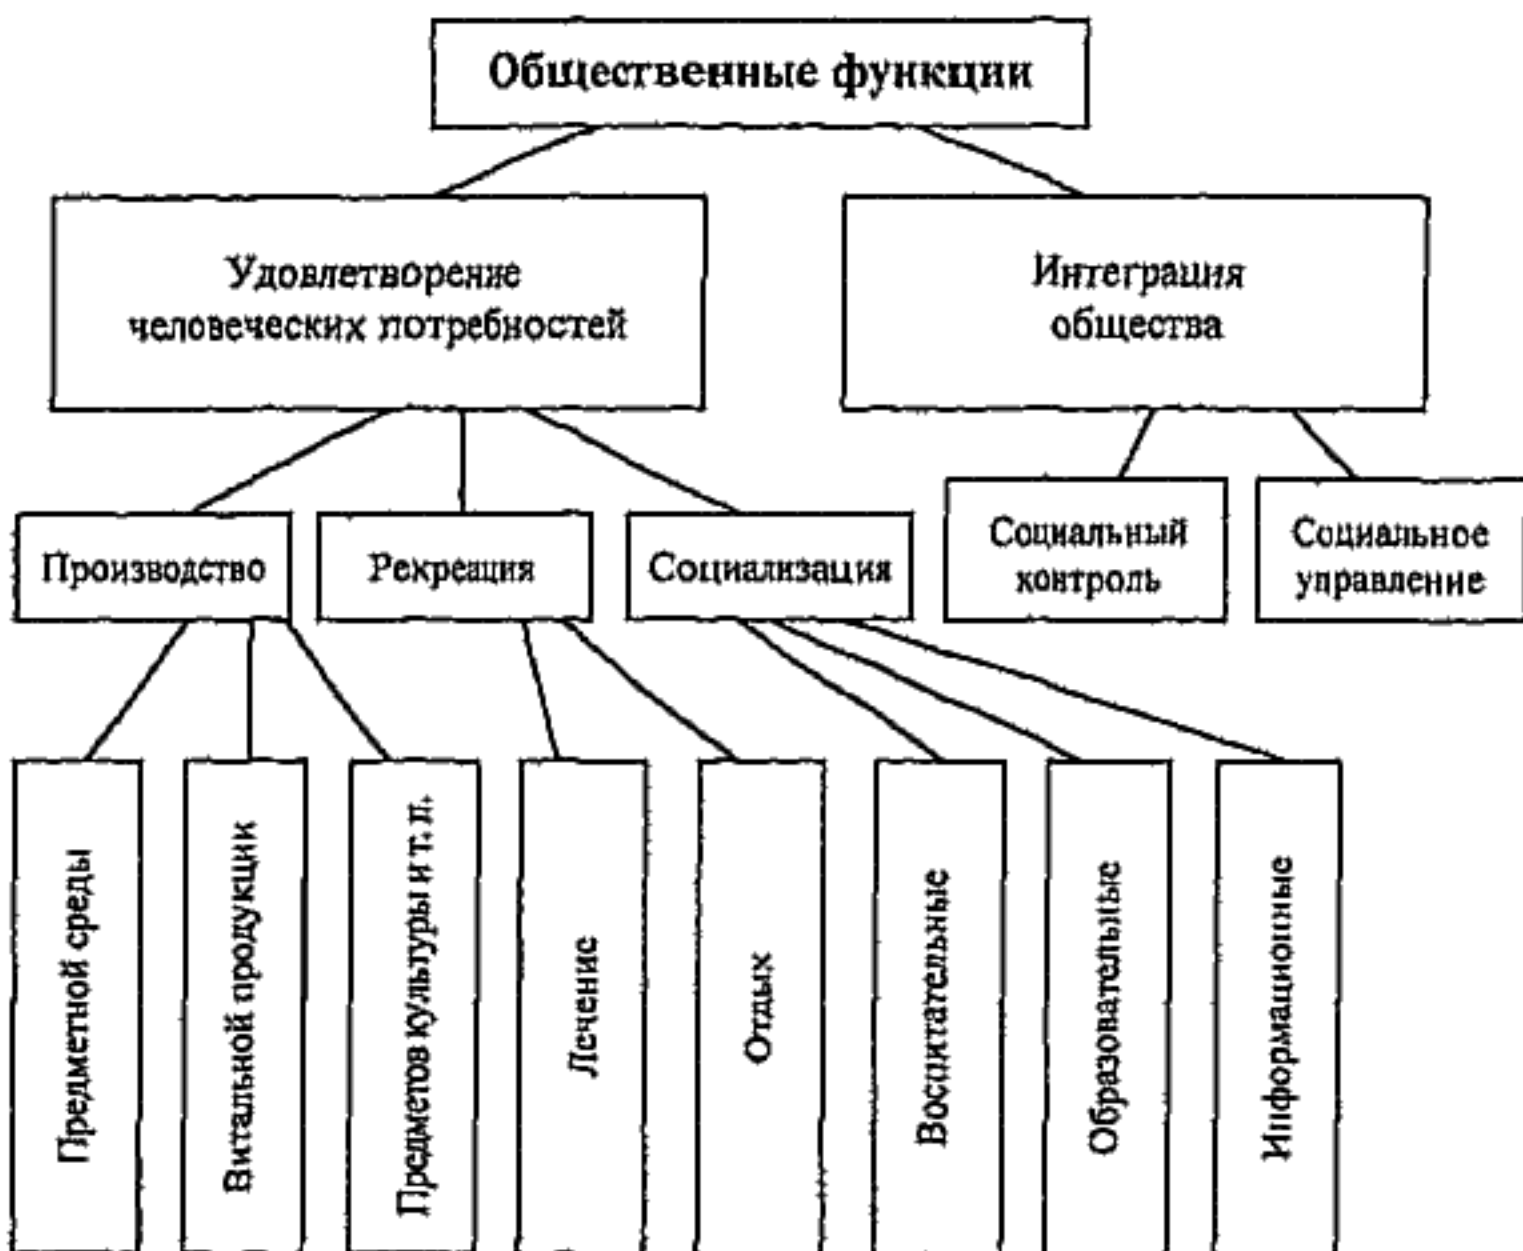 Общественные функции
Удовлетворение
человеческих потребностей
Интеграция
общества
Производство
Рекреация
Социализация
Социальный
контроль
Социальное
управление
Предметной среды
Витальной продукции
Предметов культуры и т. п.
Лечение
Отдых
Воспитательные
Образовательные
Информационные